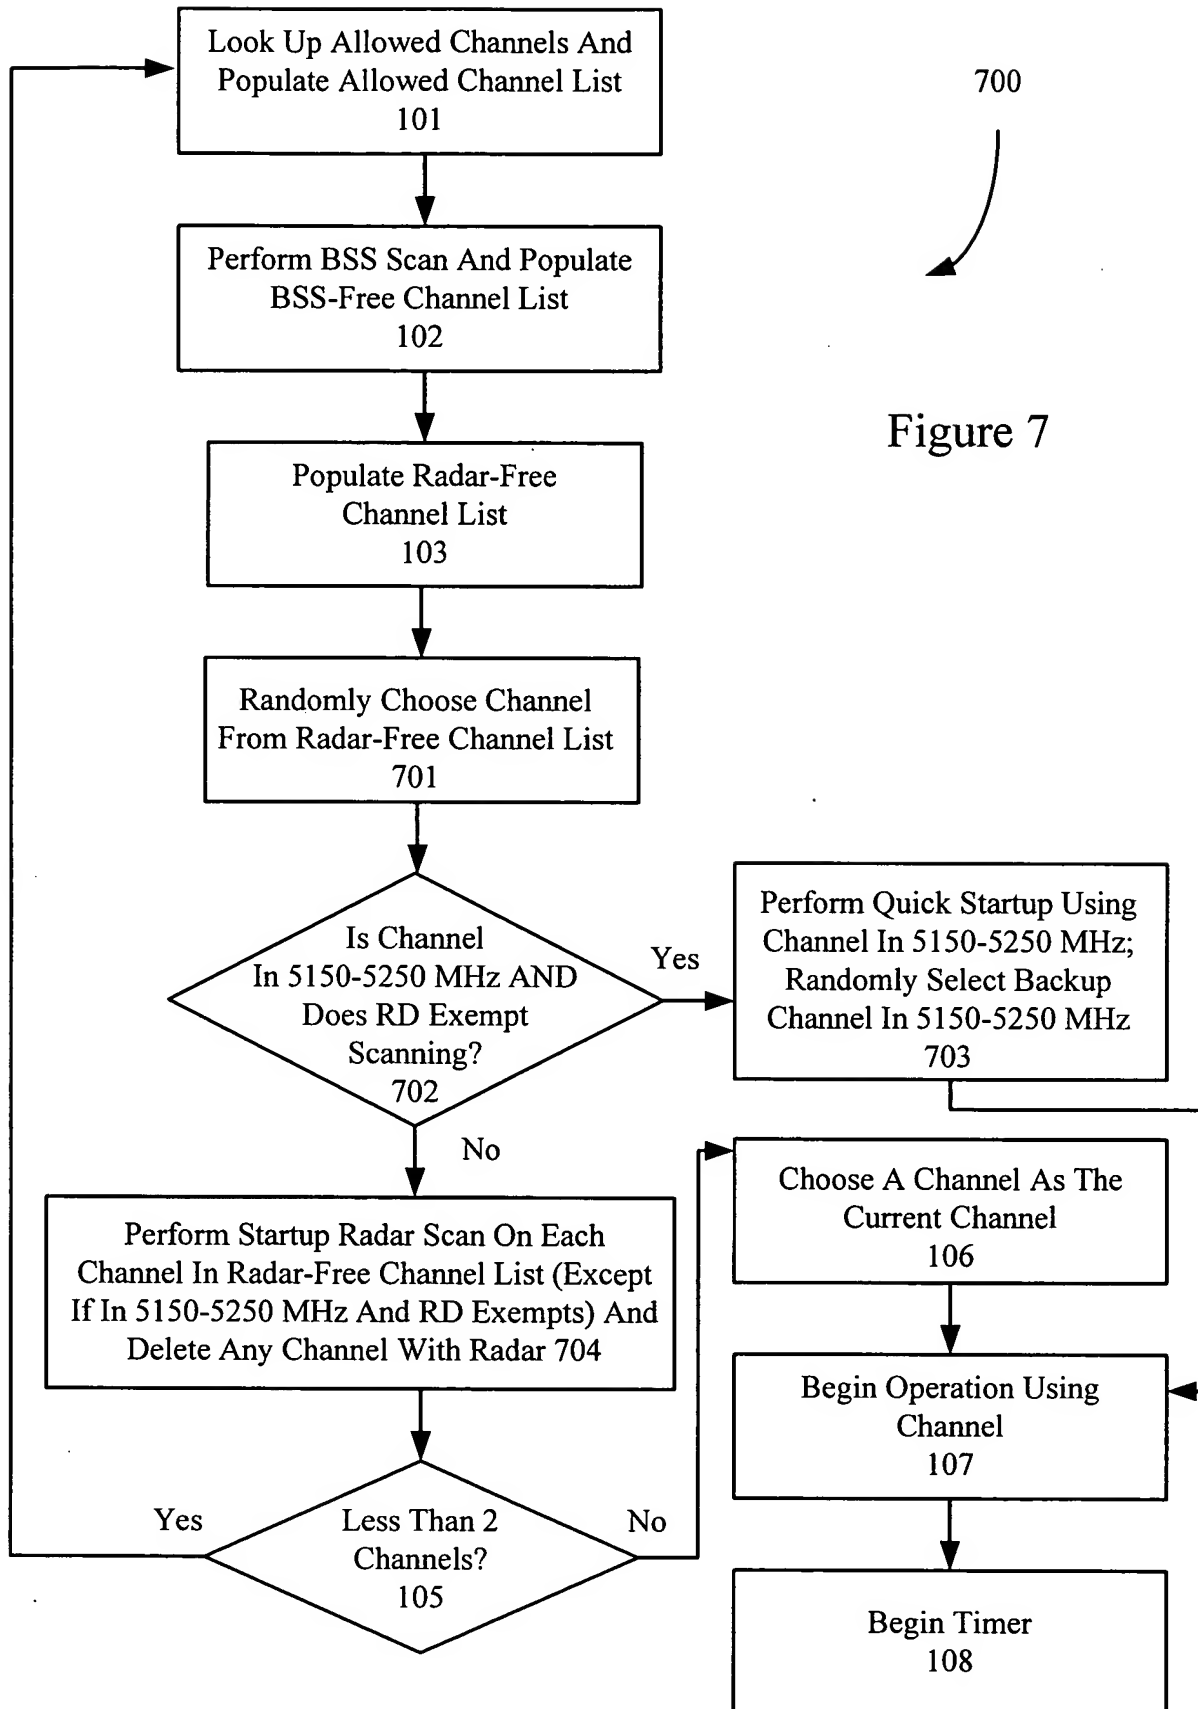 Look Up Allowed Channels And
Populate Allowed Channel List
101
700
Perform BSS Scan And Populate
BSS-Free Channel List
102
Figure 7
Populate Radar-Free
Channel List
103
Randomly Choose Channel
From Radar-Free Channel List
701
Is Channel
In 5150-5250 MHz AND
Does RD Exempt
Scanning?
702
Yes
Perform Quick Startup Using
Channel In 5150-5250 MHz;
Randomly Select Backup
Channel In 5150-5250 MHz
703
No
Perform Startup Radar Scan On Each
Channel In Radar-Free Channel List (Except
If In 5150-5250 MHz And RD Exempts) And
Delete Any Channel With Radar 704
Choose A Channel As The
Current Channel
106
Begin Operation Using
Channel
107
Yes
Less Than 2
Channels?
105
No
Begin Timer
108